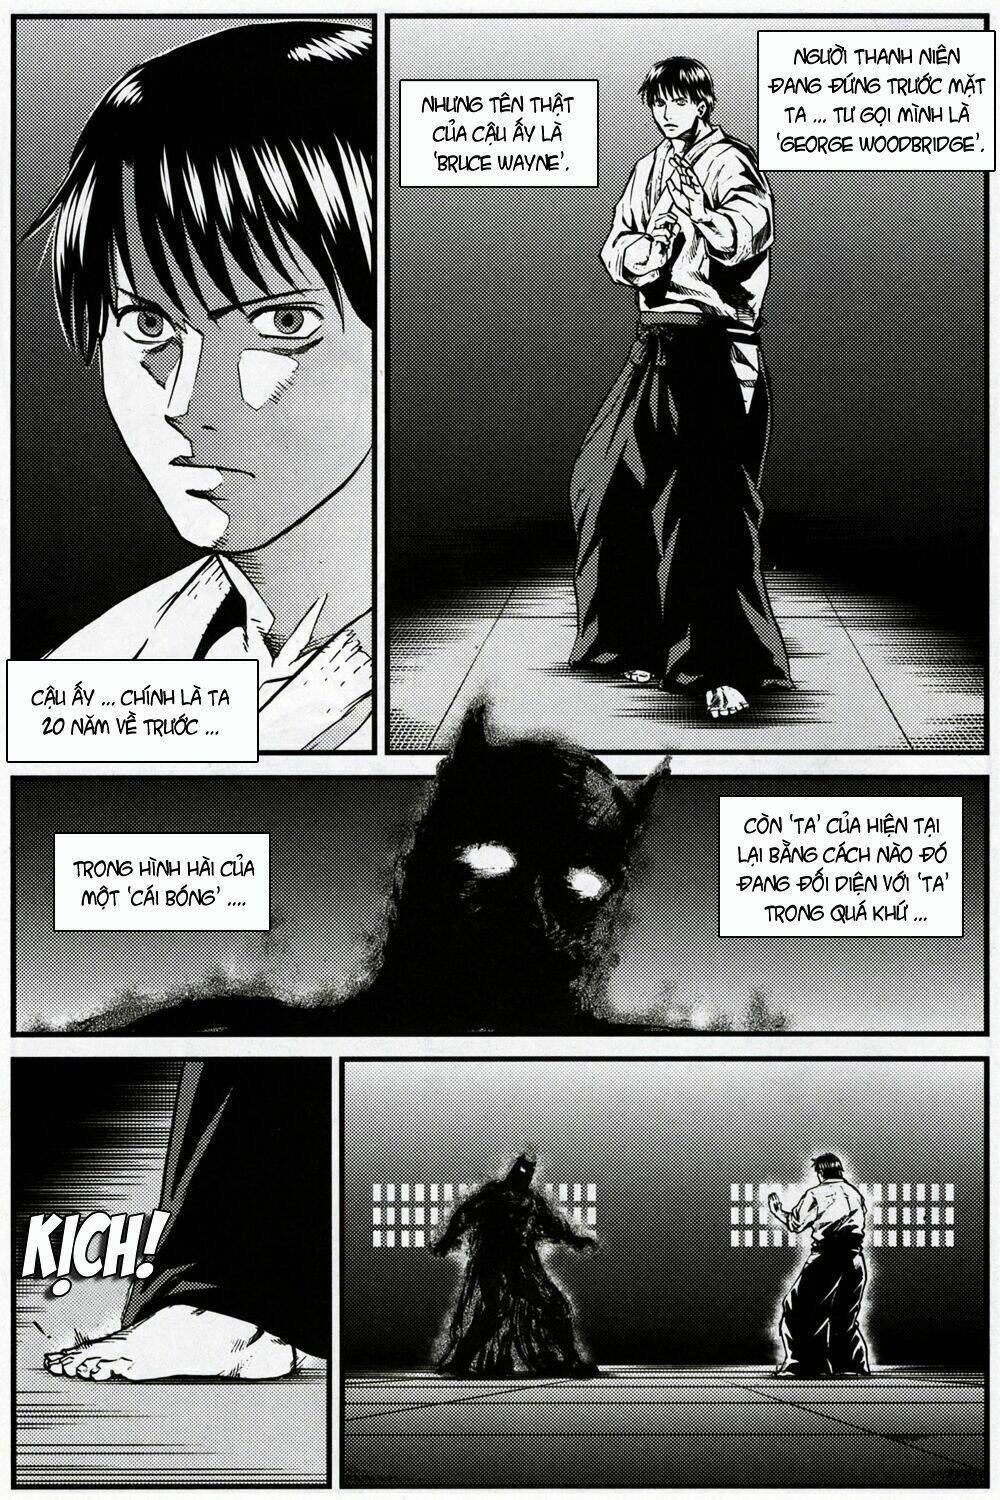 NGƯỜI THANH NIÊN
ĐANG ĐỨNG TRƯỚC MẶT
TA ... TƯ GỌI MÌNH LÀ
'GEORGE WOODBRIDGE'.
NHƯNG TÊN THẬT
CỦA CẬU ẤY LÀ
'BRUCE WAYNE'.
CẬU ẤY ... CHÍNH LÀ TA
20 NĂM VỀ TRƯỚC ...
CÒN 'TA' CỦA HIỆN TẠI
LẠI BẰNG CÁCH NÀO ĐÓ
ĐANG ĐỐI DIỆN VỚI 'TA'
TRONG QUÁ KHỨ ...
TRONG HÌNH HÀI CỦA
MỘT 'CÁI BÓNG' ....
KỊCH!